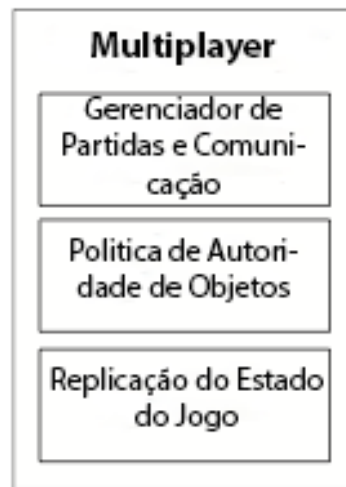 Multiplayer
Gerenciador de
Partidas e Comuni-
cação
Politica de Autori-
dade de Objetos
Replicação do Estado
do Jogo